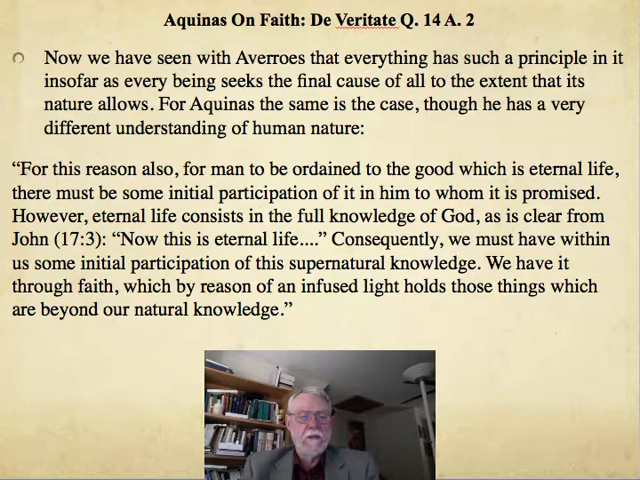 Aquinas On Faith: De Veritate Q. 14 A. 2
Now we have seen with Averroes that everything has such a principle in it
insofar as every being seeks the final cause of all to the extent that its
nature allows. For Aquinas the same is the case, though he has a very
different understanding of human nature:
“For this reason also, for man to be ordained to the good which is eternal life,
there must be some initial participation of it in him to whom it is promised.
However, eternal life consists in the full knowledge of God, as is clear from
John (17:3): “Now this is eternal life....” Consequently, we must have within
us some initial participation of this supernatural knowledge. We have it
through faith, which by reason of an infused light holds those things which
are beyond our natural knowledge.”